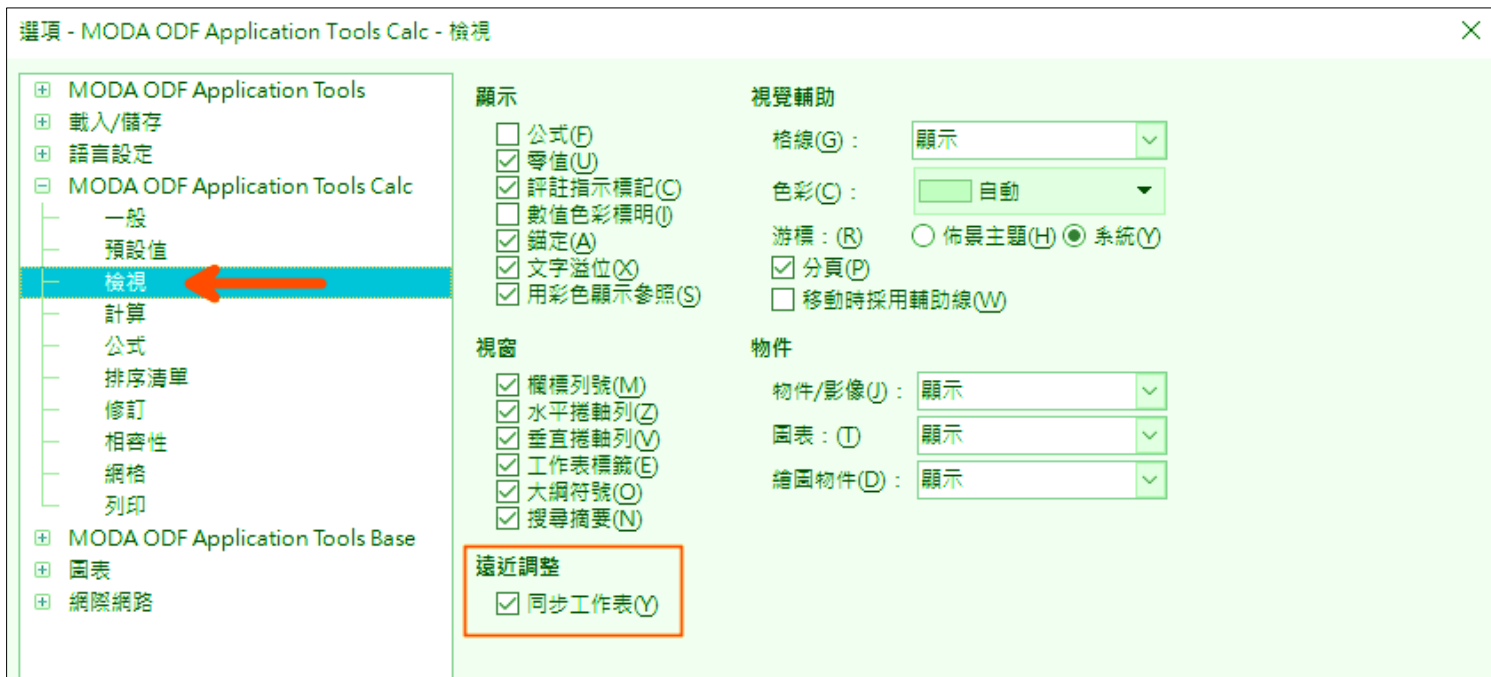 選項 - MODA ODF Application Tools Calc - 檢視
MODA ODF Application Tools
載入/儲存
語言設定
MODA ODF Application Tools Calc
一般
預設值
檢視
計算
公式
排序清單
修訂
相容性
網格
列印
MODA ODF Application Tools Base
圖表
網際網路
顯示
公式(F)
零值(U)
評註指示標記(C)
數值色彩標明(I)
錨定(A)
文字溢位(X)
用彩色顯示參照(S)
視覺輔助
格線(G)： 顯示
色彩(C)： 自動
游標：(R) 佈景主題(H) 系統(Y)
分頁(P)
移動時採用輔助線(W)
視窗
欄標列號(M)
水平捲軸列(Z)
垂直捲軸列(V)
工作表標籤(E)
大綱符號(O)
搜尋摘要(N)
物件
物件/影像(J)： 顯示
圖表：(T) 顯示
繪圖物件(D)： 顯示
遠近調整
同步工作表(Y)